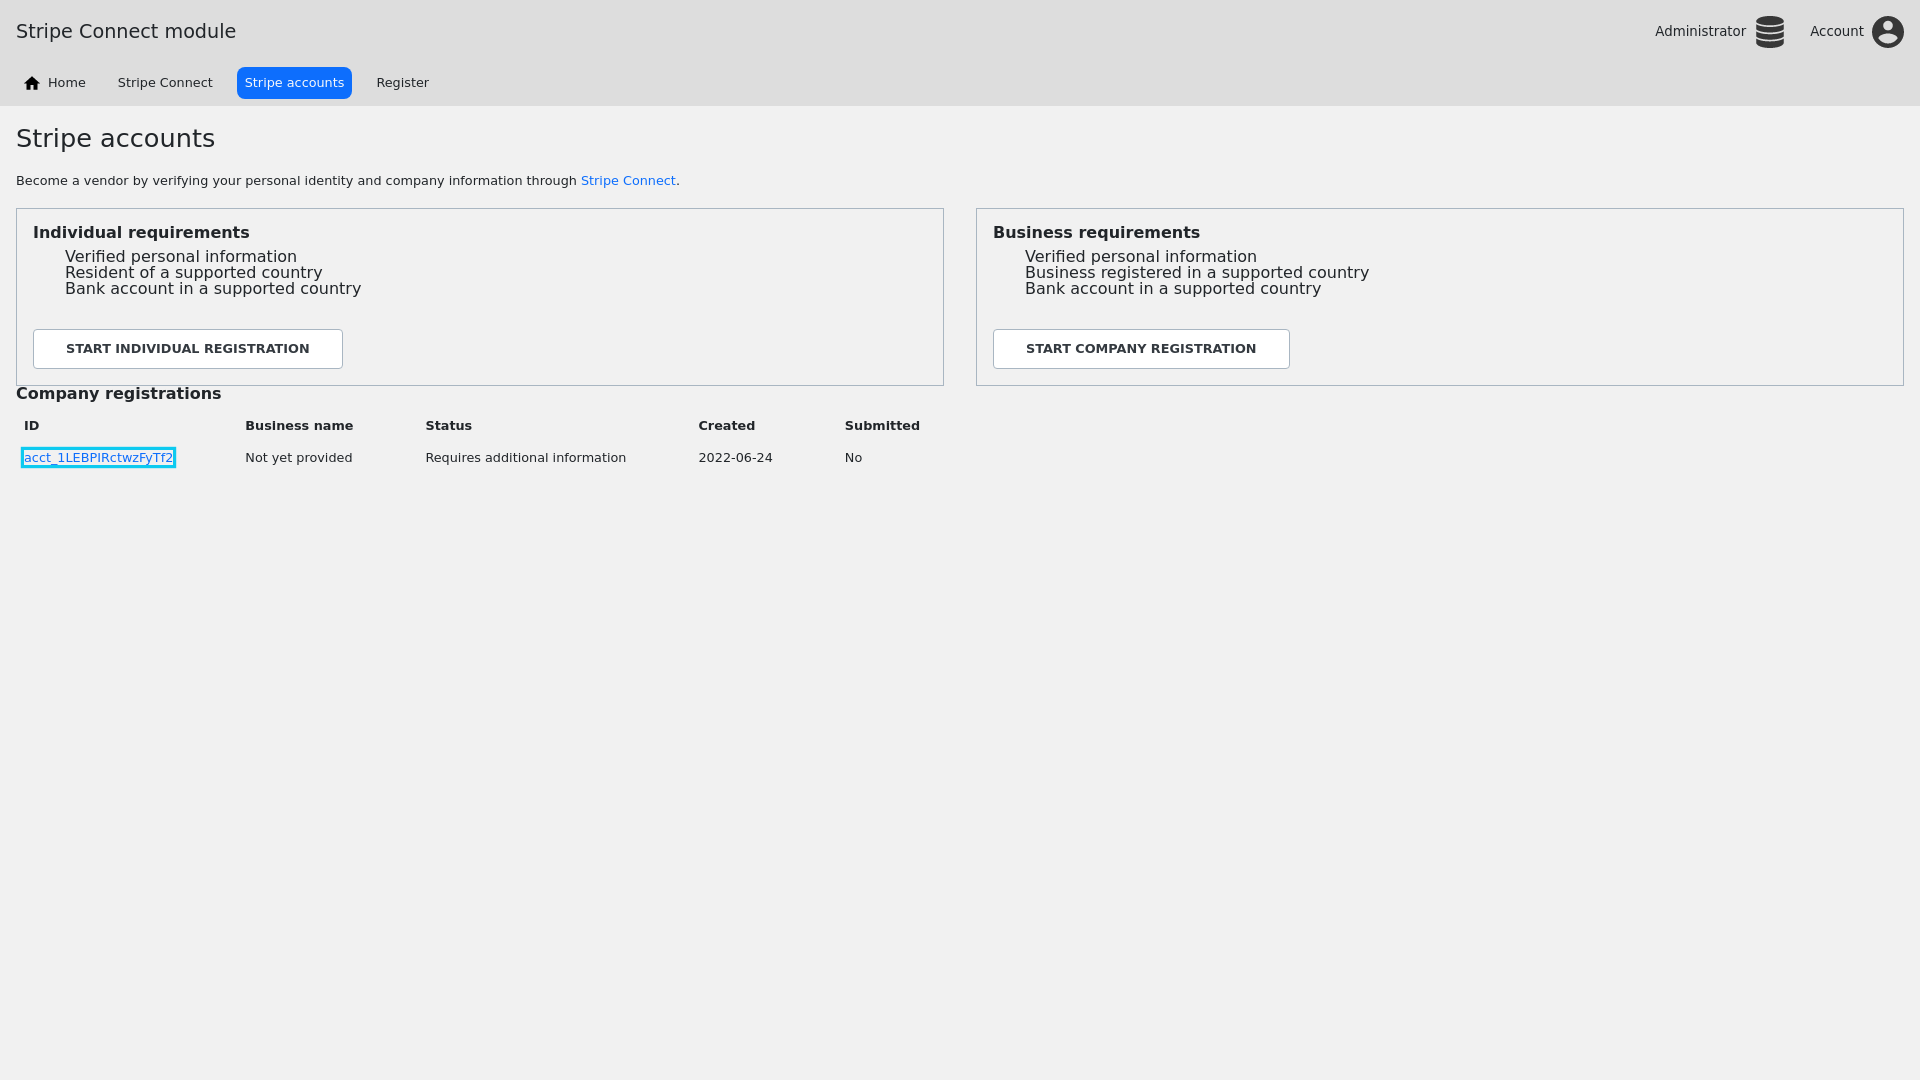 Stripe Connect module
Administrator
Account
Home
Stripe Connect
Stripe accounts
Register
Stripe accounts
Become a vendor by verifying your personal identity and company information through Stripe Connect.
Individual requirements
Verified personal information
Resident of a supported country
Bank account in a supported country
START INDIVIDUAL REGISTRATION
Business requirements
Verified personal information
Business registered in a supported country
Bank account in a supported country
START COMPANY REGISTRATION
Company registrations
ID Business name Status Created Submitted
acct_1LEBPIRctwzFyTf2 Not yet provided Requires additional information 2022-06-24 No